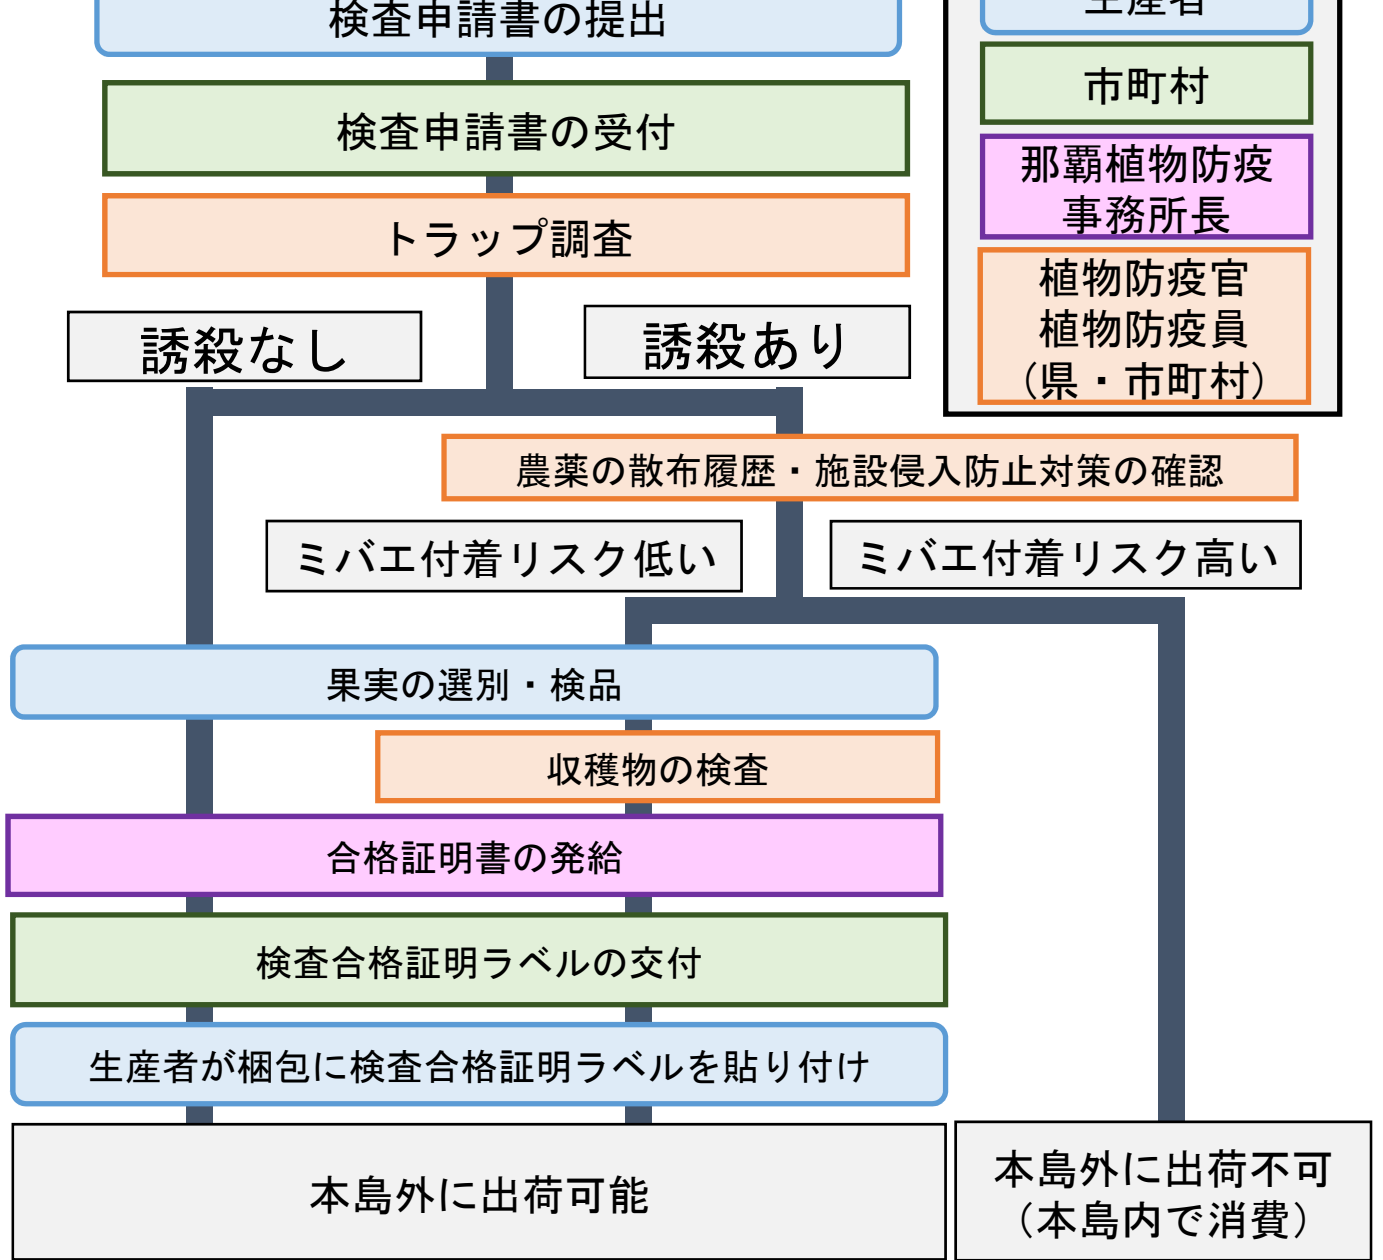 検査申請書の提出
生産者
検査申請書の受付
市町村
那覇植物防疫
事務所長
トラップ調査
植物防疫官
植物防疫員
（県・市町村）
誘殺なし
誘殺あり
農薬の散布履歴・施設侵入防止対策の確認
ミバエ付着リスク低い
ミバエ付着リスク高い
果実の選別・検品
収穫物の検査
合格証明書の発給
検査合格証明ラベルの交付
生産者が梱包に検査合格証明ラベルを貼り付け
本島外に出荷可能
本島外に出荷不可
（本島内で消費）